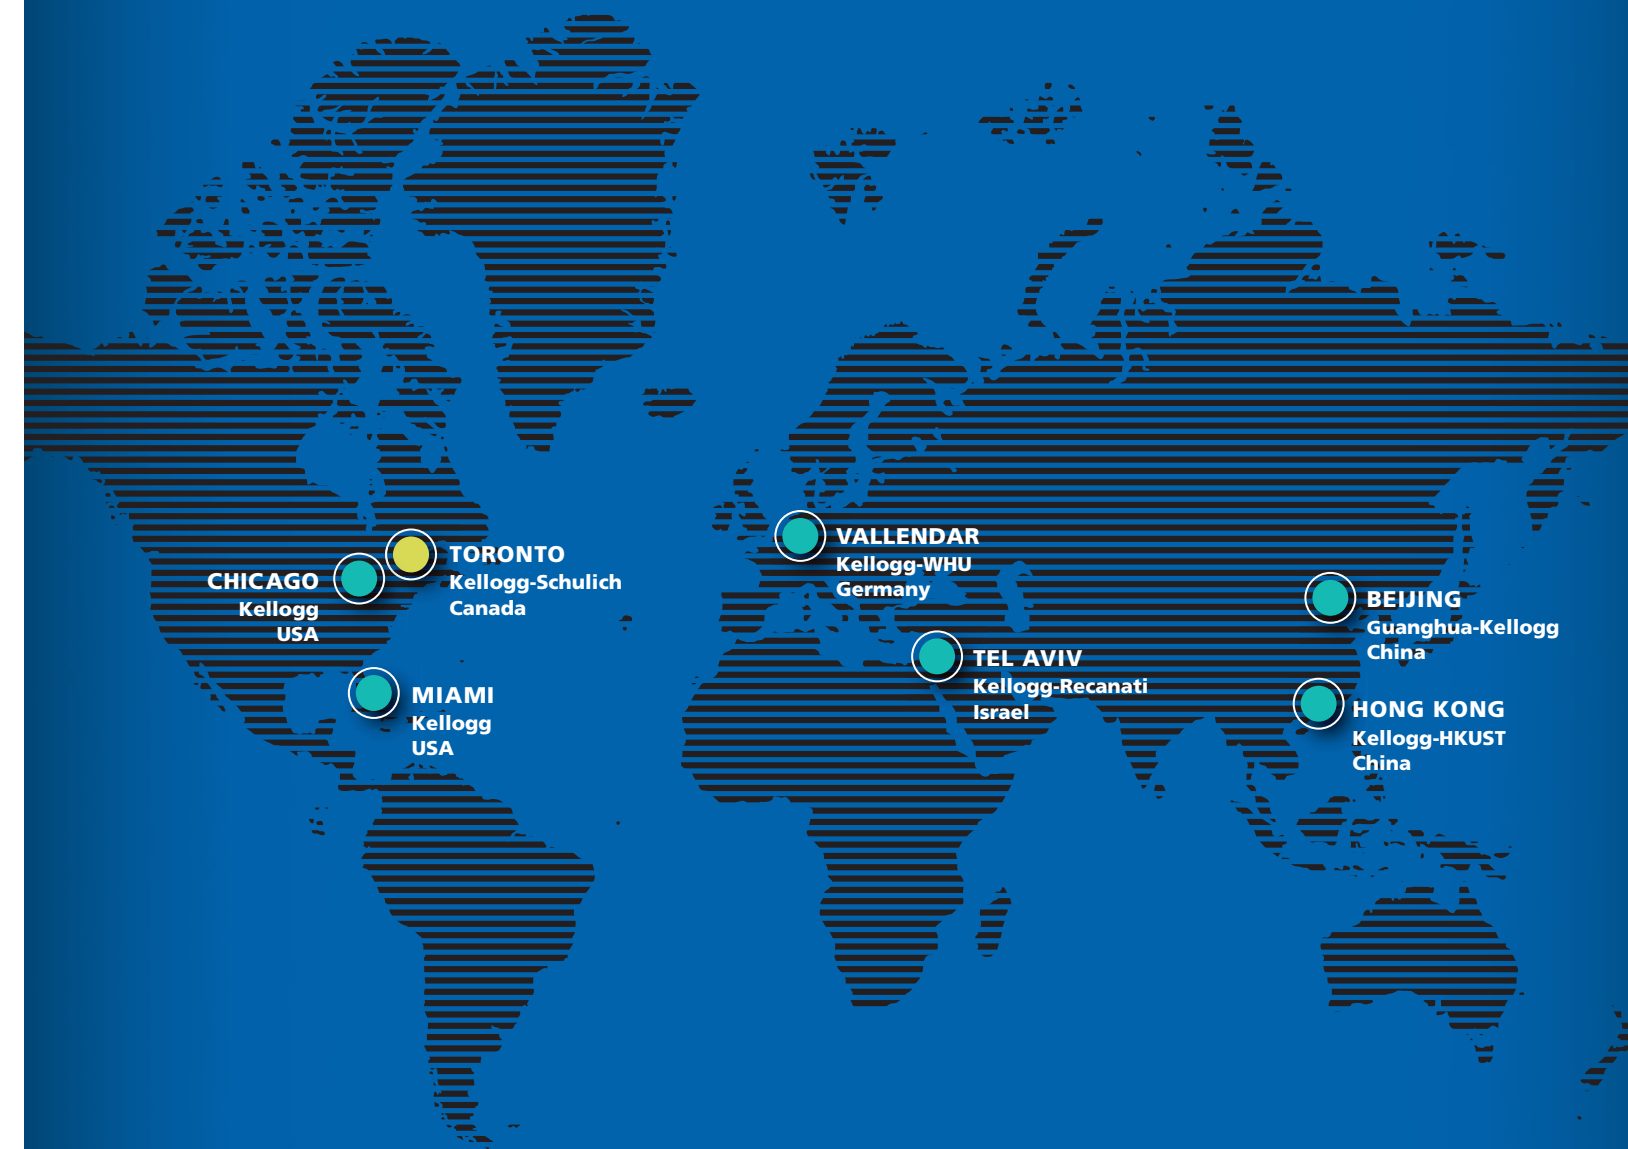 TORONTO
Kellogg-Schulich
Canada
CHICAGO
Kellogg
USA
MIAMI
Kellogg
USA
VALLENDAR
Kellogg-WHU
Germany
TEL AVIV
Kellogg-Recanati
Israel
BEIJING
Guanghua-Kellogg
China
HONG KONG
Kellogg-HKUST
China